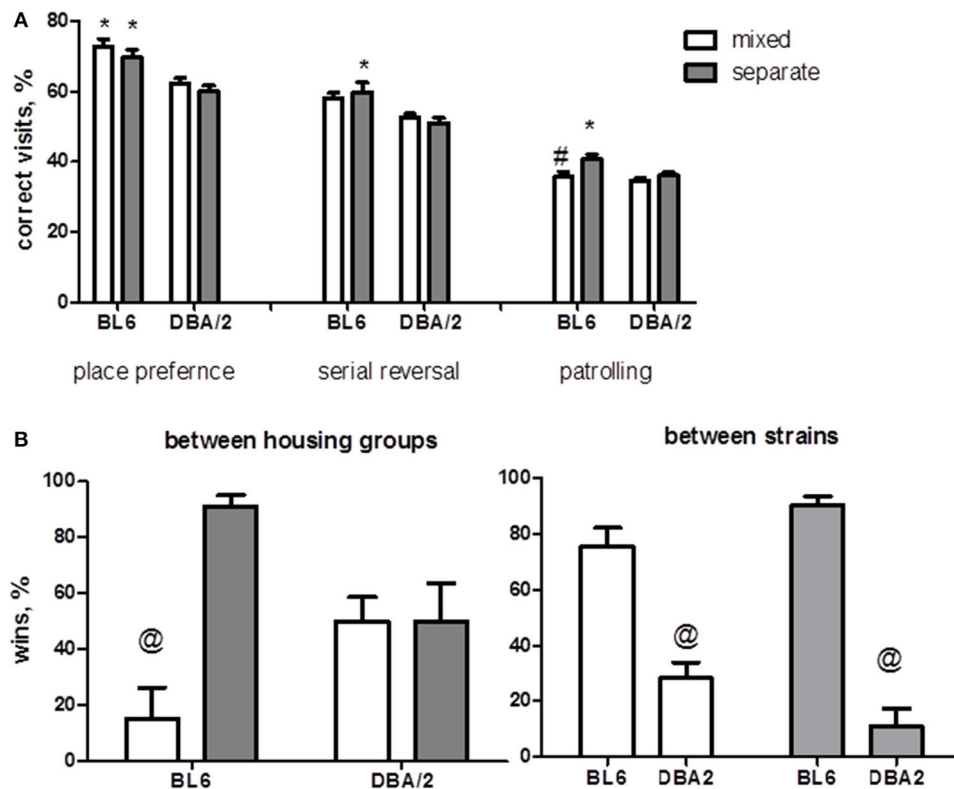 A
80
60
40
20
0
correct visits, %
* *
*
# *
mixed
separate
BL6 DBA/2 BL6 DBA/2 BL6 DBA/2
place prefernce serial reversal patrolling
B
between housing groups
100
80
60
40
20
0
wins, %
@
BL6 DBA/2
between strains
100
80
60
40
20
0
@
@
BL6 DBA2 BL6 DBA2